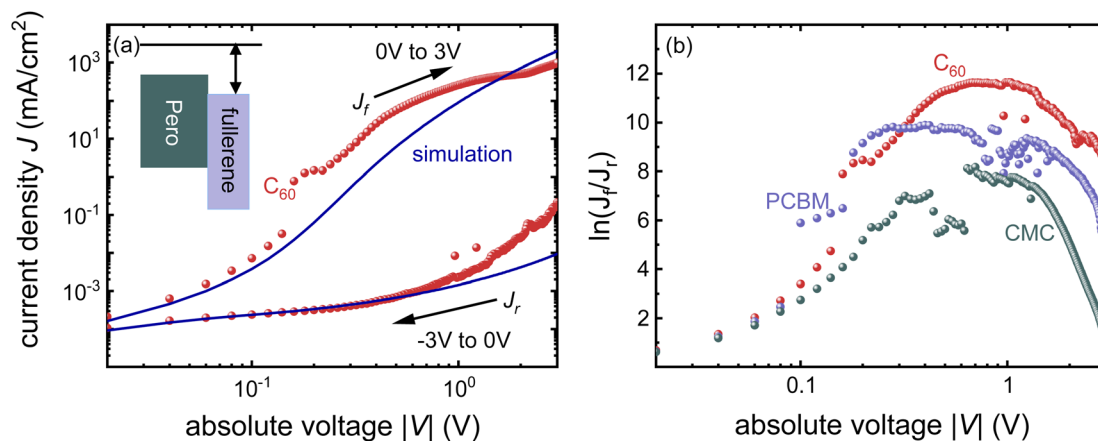 (a)
0V to 3V
J_f
Pero
fullerene
simulation
C₆₀
J_r
-3V to 0V
10³
10¹
10⁻¹
10⁻³
10⁻¹
10⁰
current density J (mA/cm²)
absolute voltage |V| (V)
(b)
C₆₀
PCBM
CMC
12
10
8
6
4
2
0.1
1
ln(J_f/J_r)
absolute voltage |V| (V)